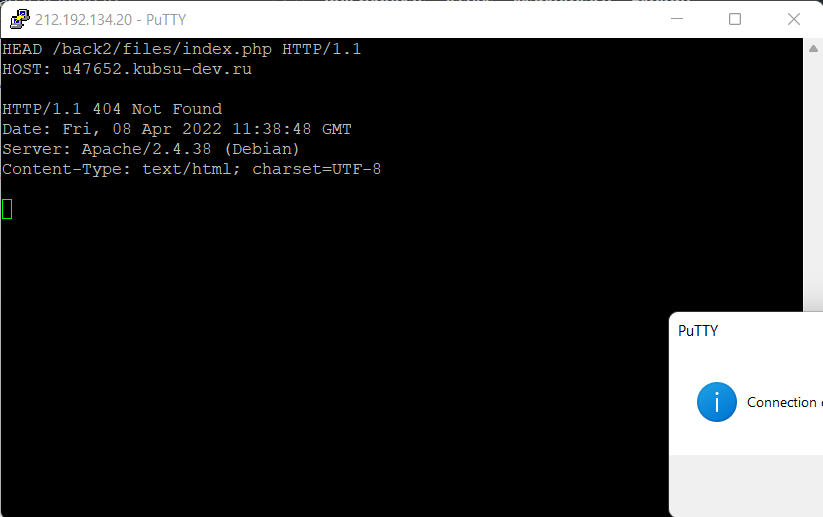 212.192.134.20 - PuTTY
HEAD /back2/files/index.php HTTP/1.1
HOST: u47652.kubsu-dev.ru
HTTP/1.1 404 Not Found
Date: Fri, 08 Apr 2022 11:38:48 GMT
Server: Apache/2.4.38 (Debian)
Content-Type: text/html; charset=UTF-8
PuTTY
Connection